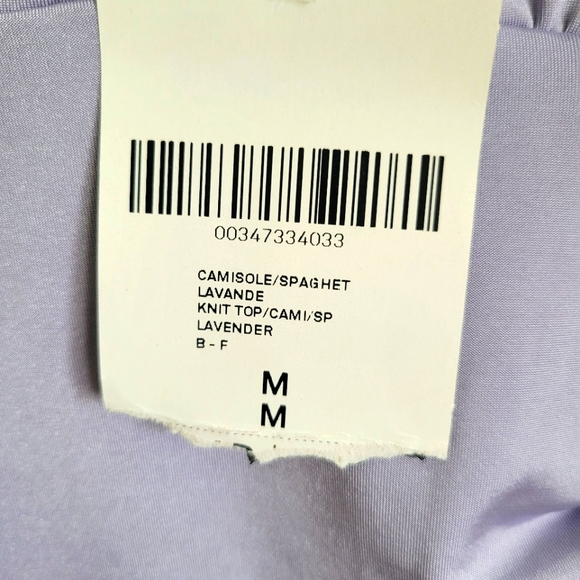 00347334033
CAMISOLE/SPAGHET
LAVANDE
KNIT TOP/CAMI/SP
LAVENDER
B - F
M
M